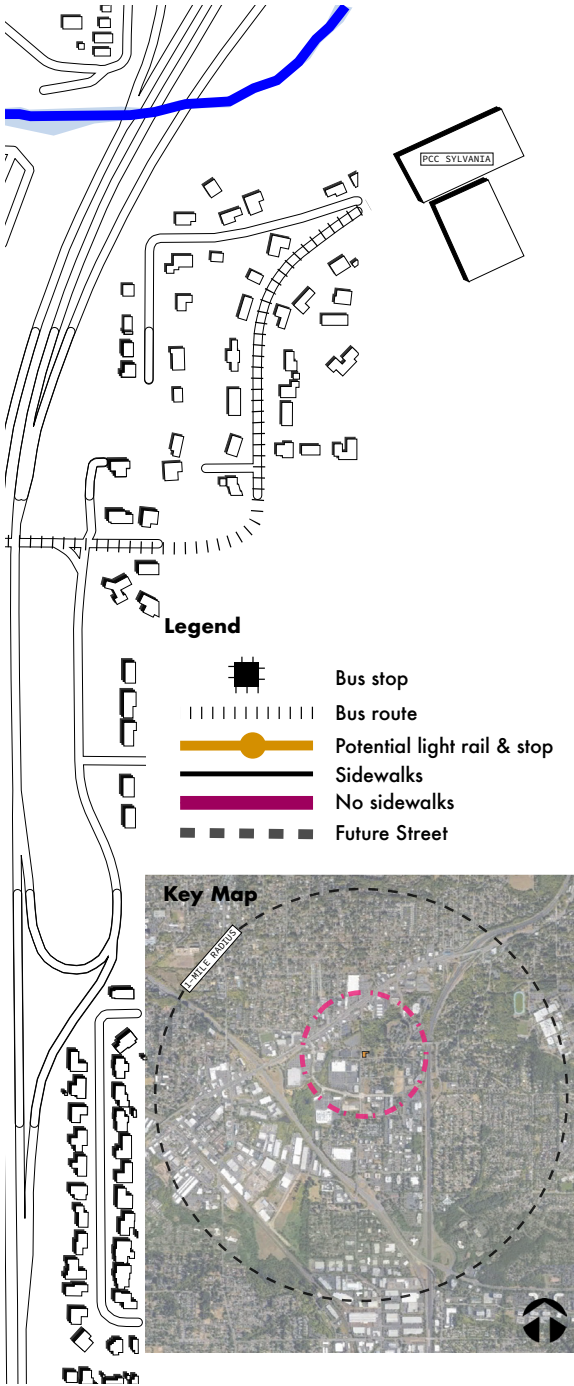 PCC SYLVANIA
Legend
Bus stop
Bus route
Potential light rail & stop
Sidewalks
No sidewalks
Future Street
Key Map
1-MILE RADIUS